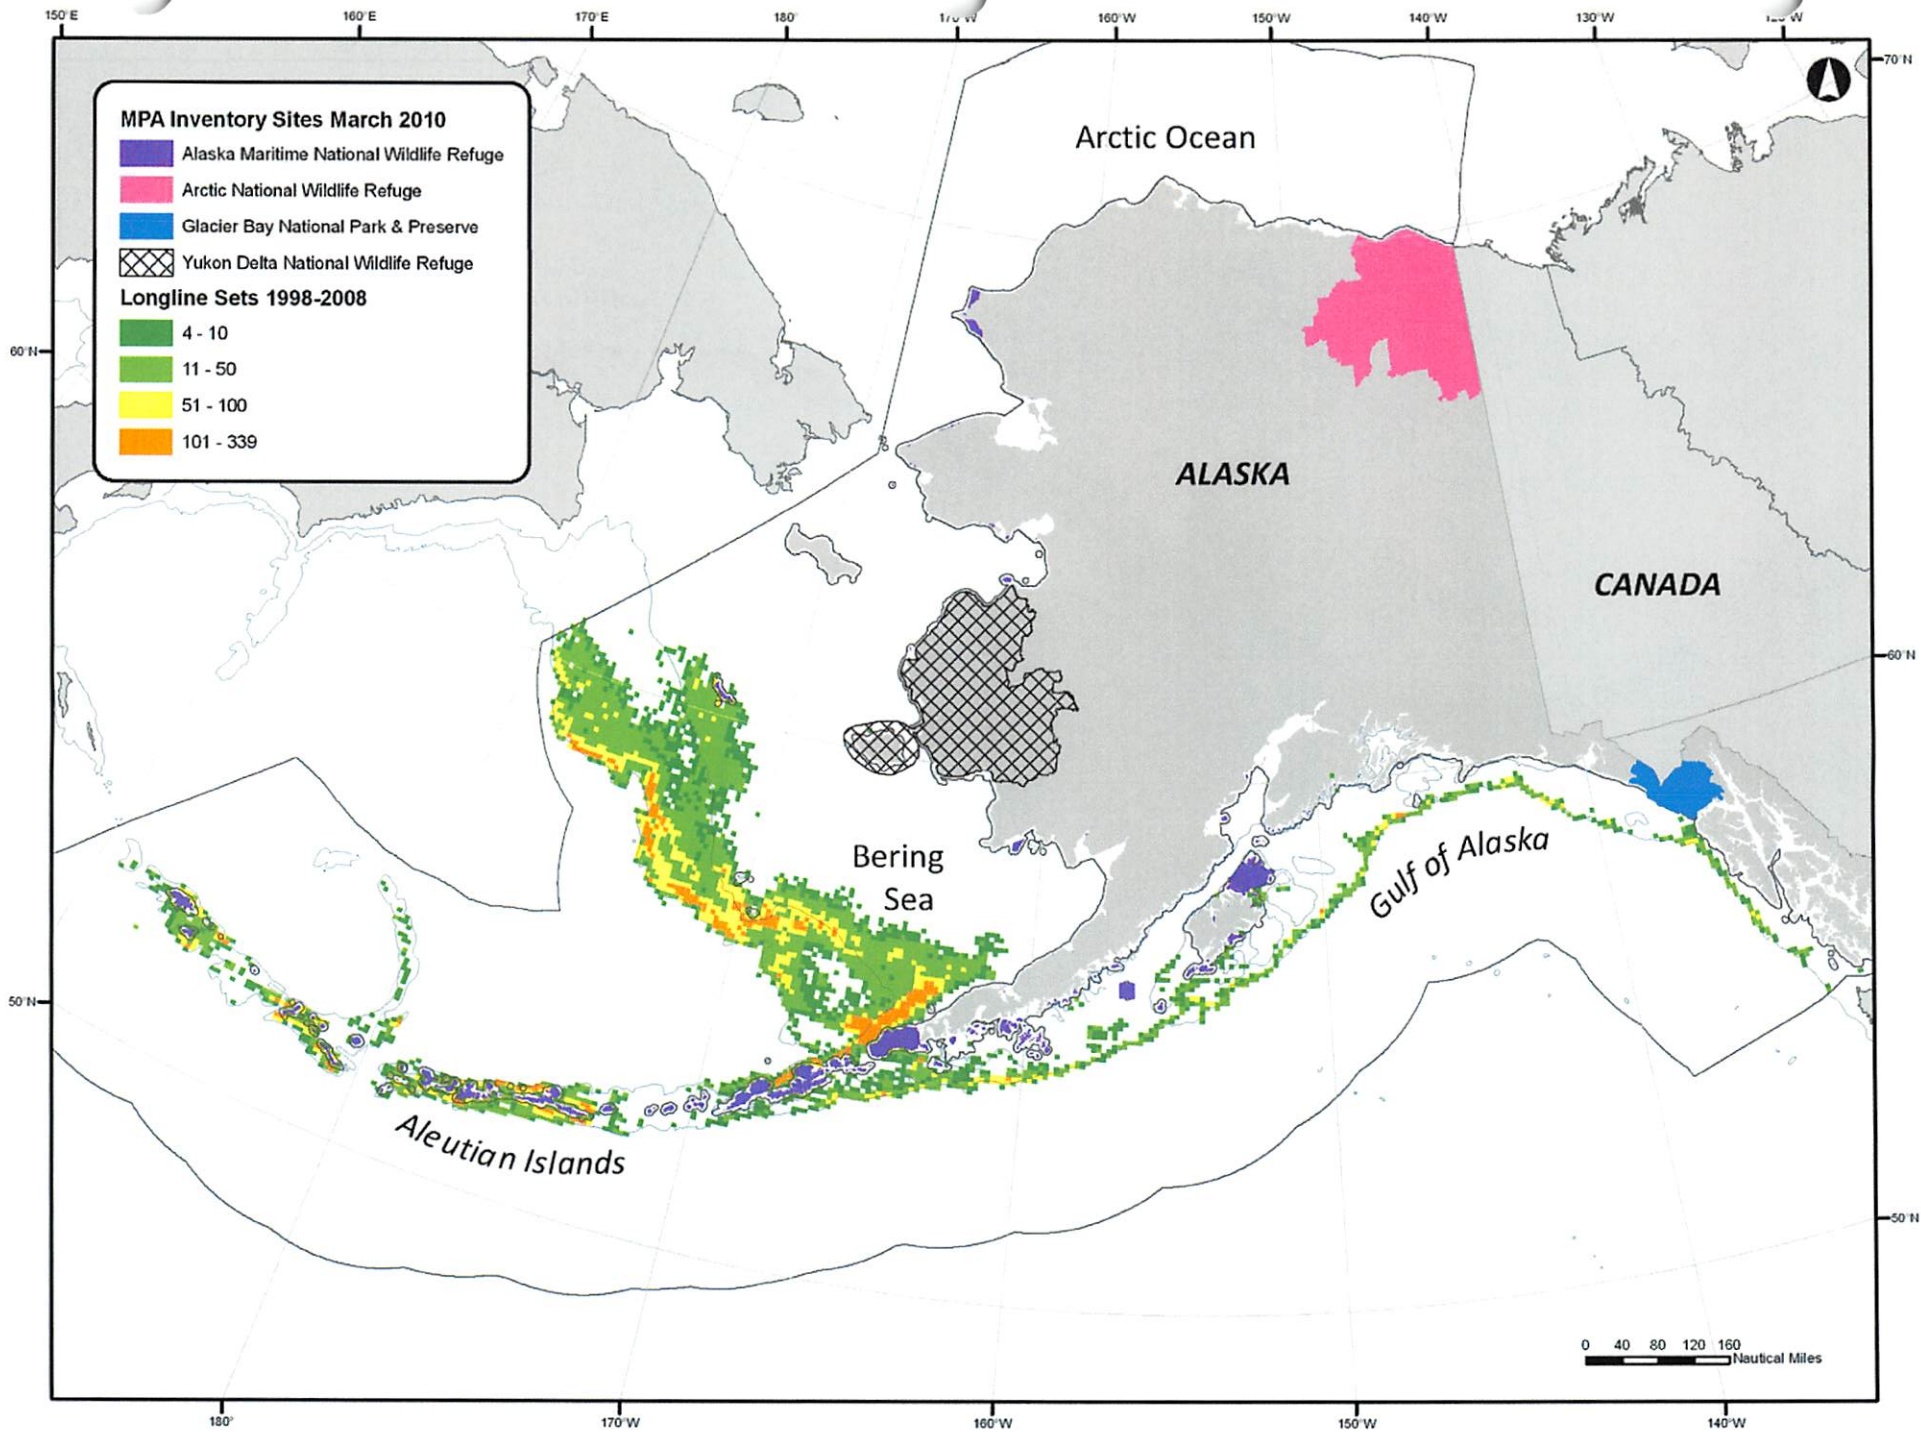 150°E 160°E 170°E 180° 170°W 160°W 150°W 140°W 130°W 120°W
70°N
MPA Inventory Sites March 2010
Alaska Maritime National Wildlife Refuge
Arctic National Wildlife Refuge
Glacier Bay National Park & Preserve
Yukon Delta National Wildlife Refuge
Longline Sets 1998-2008
4 - 10
11 - 50
51 - 100
101 - 339
Arctic Ocean
60°N
ALASKA
CANADA
60°N
Bering
Sea
Gulf of Alaska
50°N
Aleutian Islands
50°N
0 40 80 120 160
Nautical Miles
180° 170°W 160°W 150°W 140°W